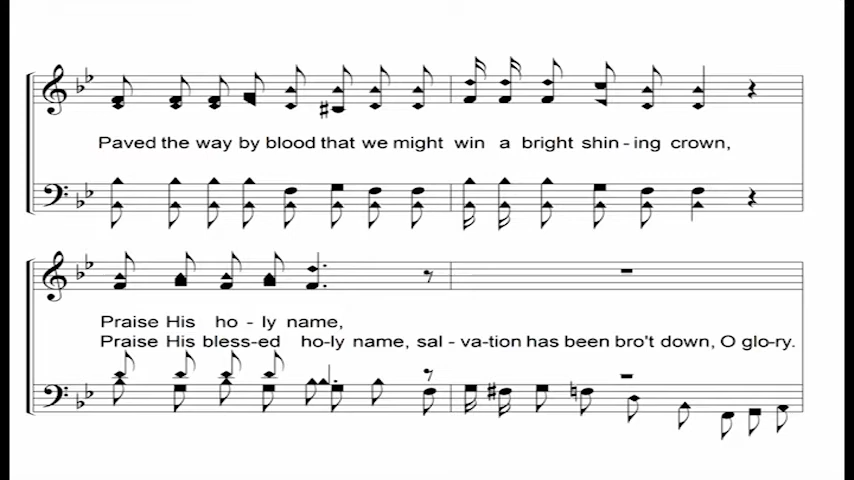 Paved the way by blood that we might win a bright shin - ing crown,
Praise His ho - ly name,
Praise His bless-ed ho-ly name, sal - va-tion has been bro't down, O glo-ry.